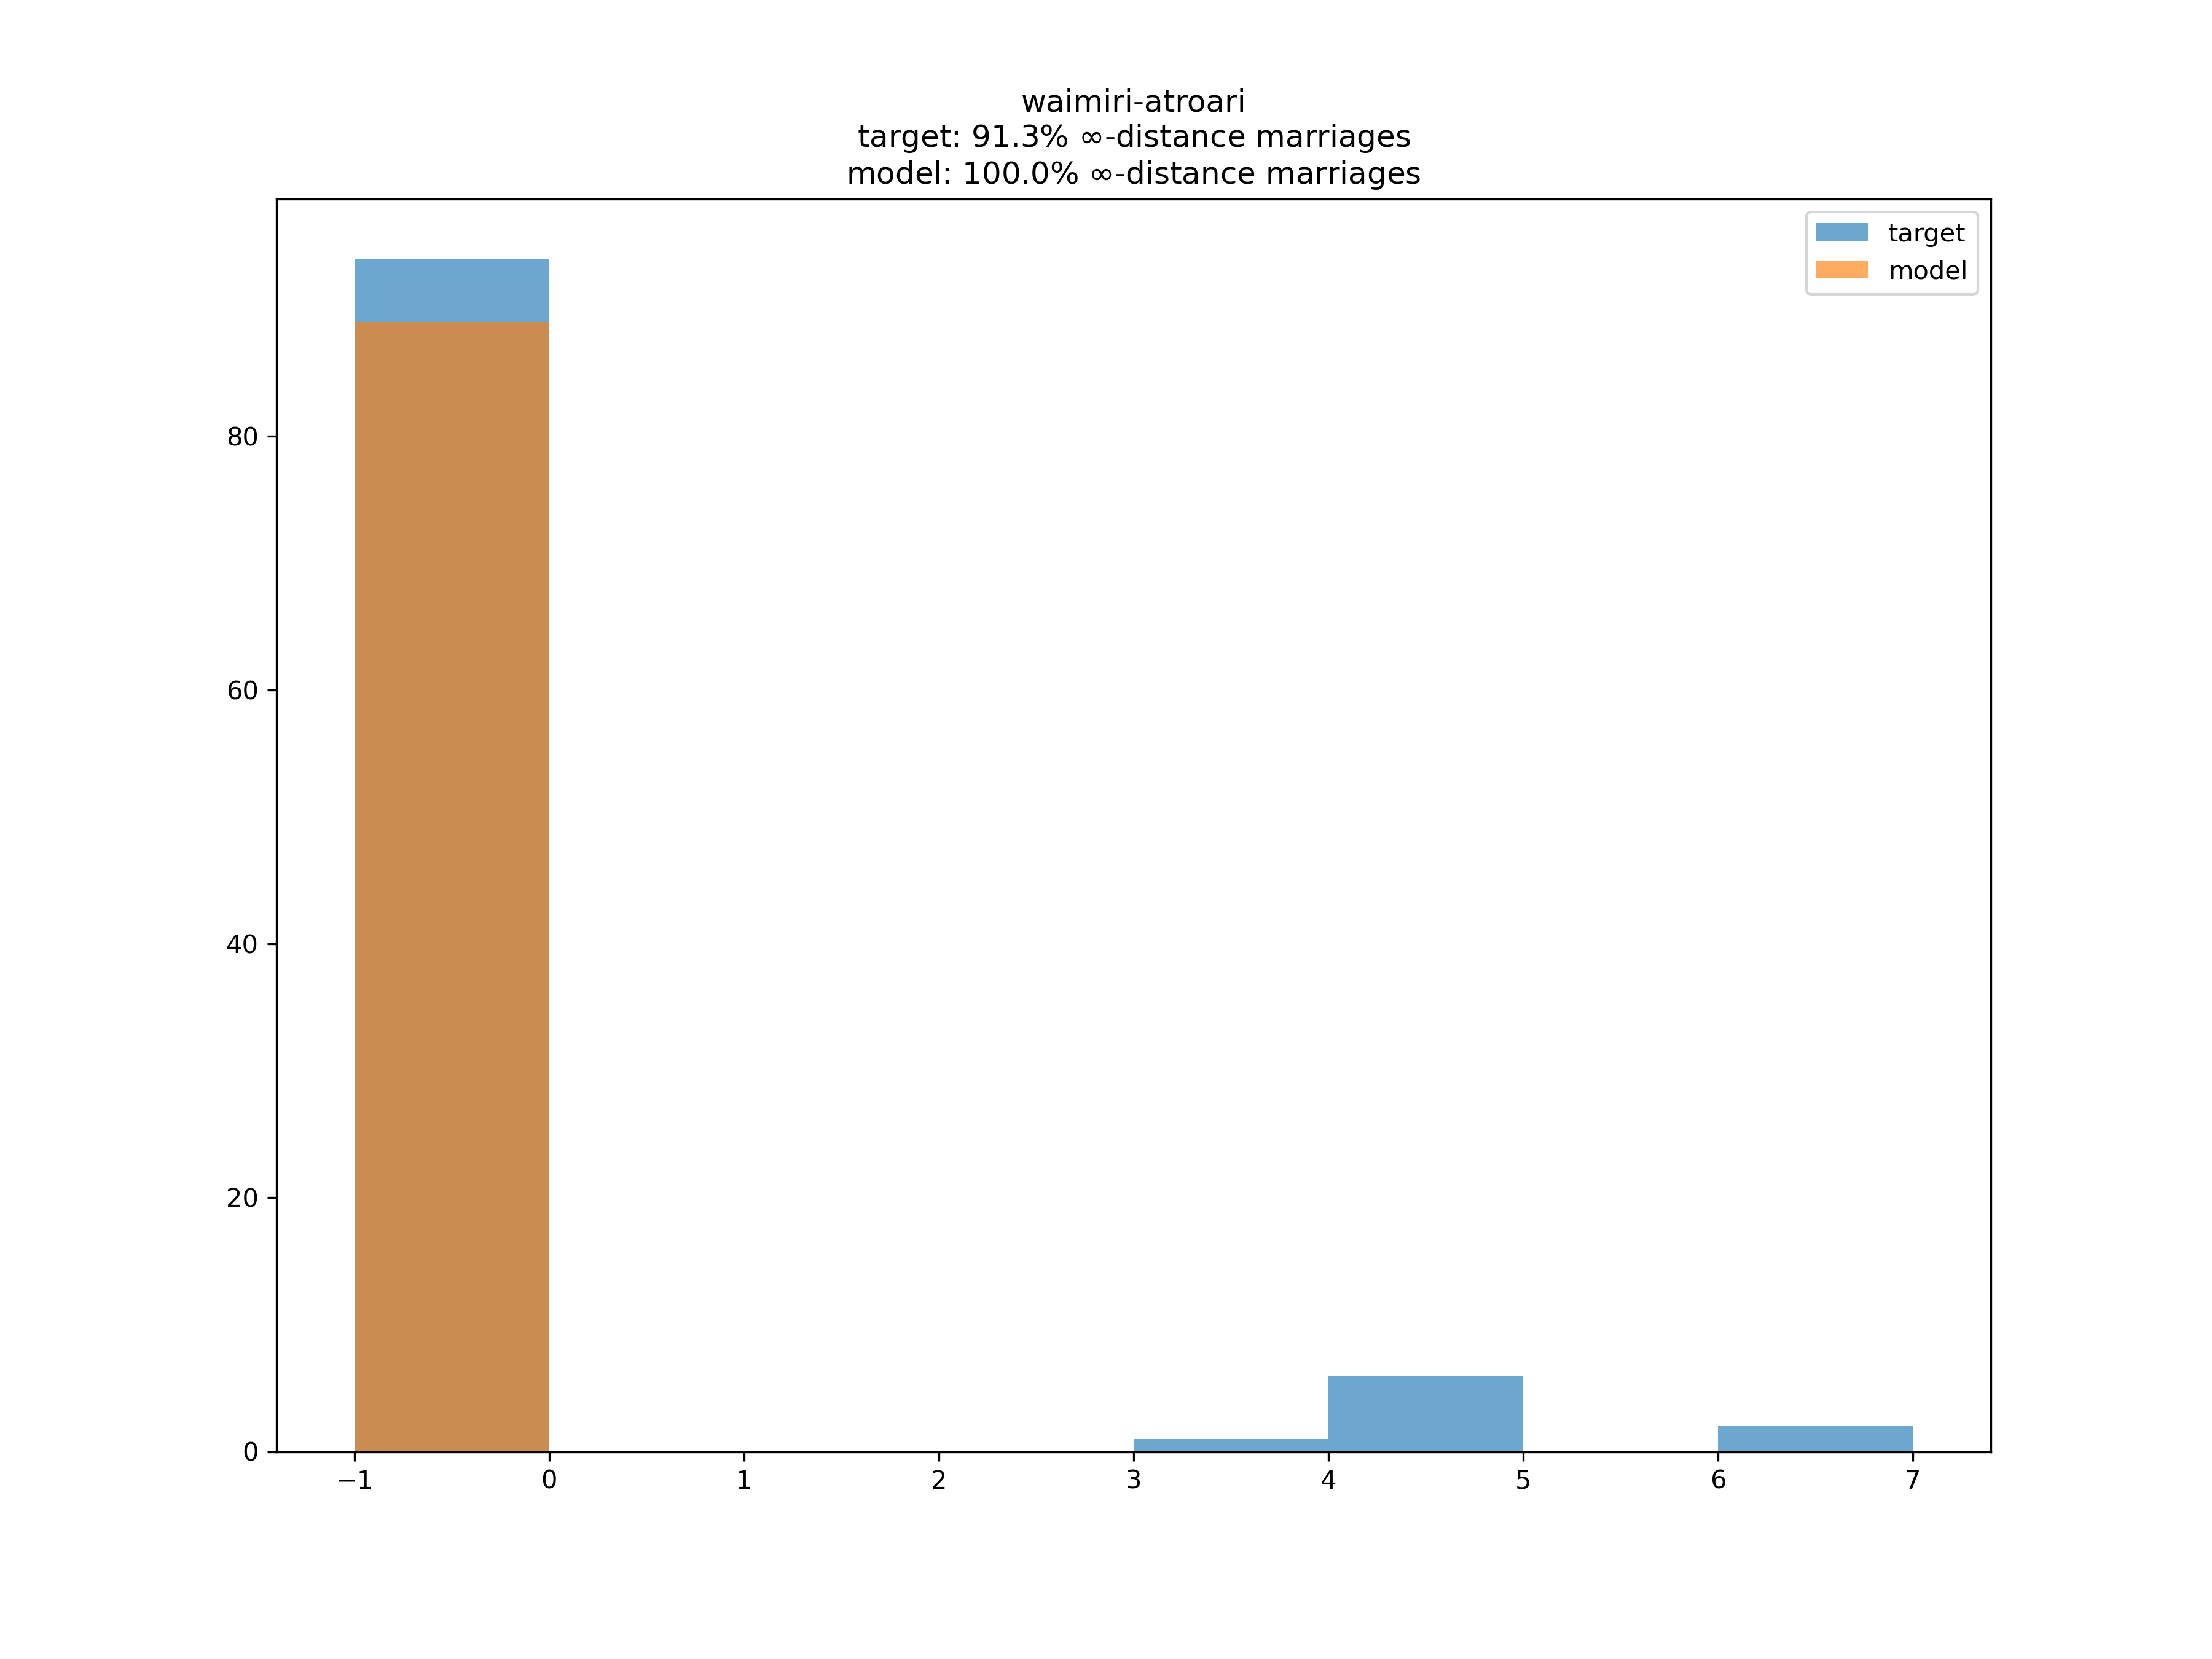 waimiri-atroari
target: 91.3% ∞-distance marriages
model: 100.0% ∞-distance marriages
target
model
80
60
40
20
0
−1 0 1 2 3 4 5 6 7